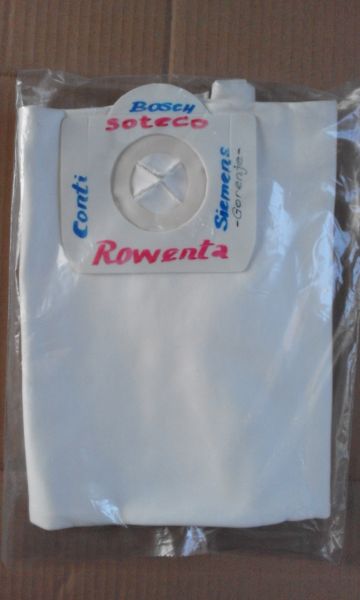 BOSCH
Soteco
Conti
Siemens
-Gorenje-
Rowenta